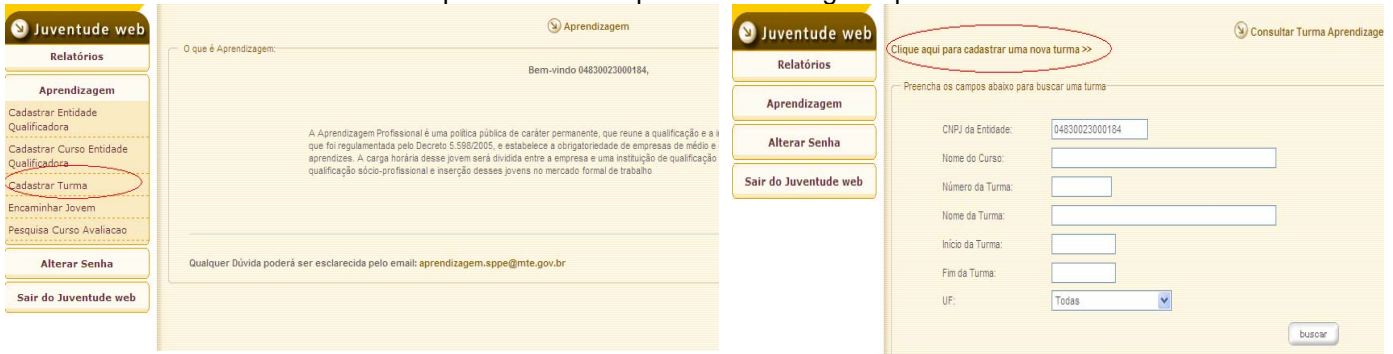 Juventude web
Relatórios
Aprendizagem
Cadastrar Entidade
Qualificadora
Cadastrar Curso Entidade
Qualificadora
Cadastrar Turma
Encaminhar Jovem
Pesquisa Curso Avaliacao
Alterar Senha
Sair do Juventude web
Aprendizagem
O que é Aprendizagem:
Bem-vindo 04830023000184,
A Aprendizagem Profissional é uma política pública de caráter permanente, que reune a qualificação e a
que foi regulamentada pelo Decreto 5.598/2005, e estabelece a obrigatoriedade de empresas de médio e
aprendizes. A carga horária desse jovem será dividida entre a empresa e uma instituição de qualificação
qualificação sócio-profissional e inserção desses jovens no mercado formal de trabalho
Qualquer Dúvida poderá ser esclarecida pelo email: aprendizagem.sppe@mte.gov.br
Juventude web
Relatórios
Aprendizagem
Alterar Senha
Sair do Juventude web
Consultar Turma Aprendizage
Clique aqui para cadastrar uma nova turma >>
Preencha os campos abaixo para buscar uma turma
CNPJ da Entidade: 04830023000184
Nome do Curso:
Número da Turma:
Nome da Turma:
Início da Turma:
Fim da Turma:
UF: Todas
buscar